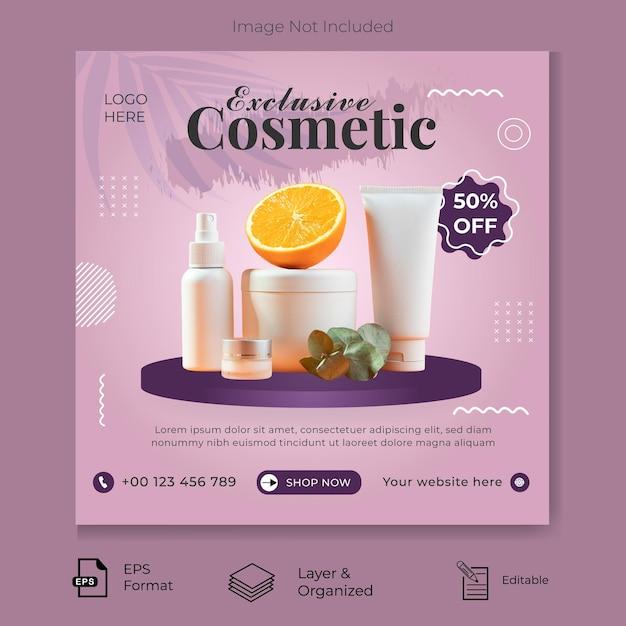 Image Not Included
LOGO
HERE
Exclusive
Cosmetic
50%
OFF
Lorem ipsum dolor sit amet, consectetuer adipiscing elit,
sed diam nonummy nibh euismod tincidunt ut laoreet
dolore magna aliquam erat volutpat.
+00 123 456 789
SHOP NOW
Your website here
EPS
EPS
Format
Layer &
Organized
Editable